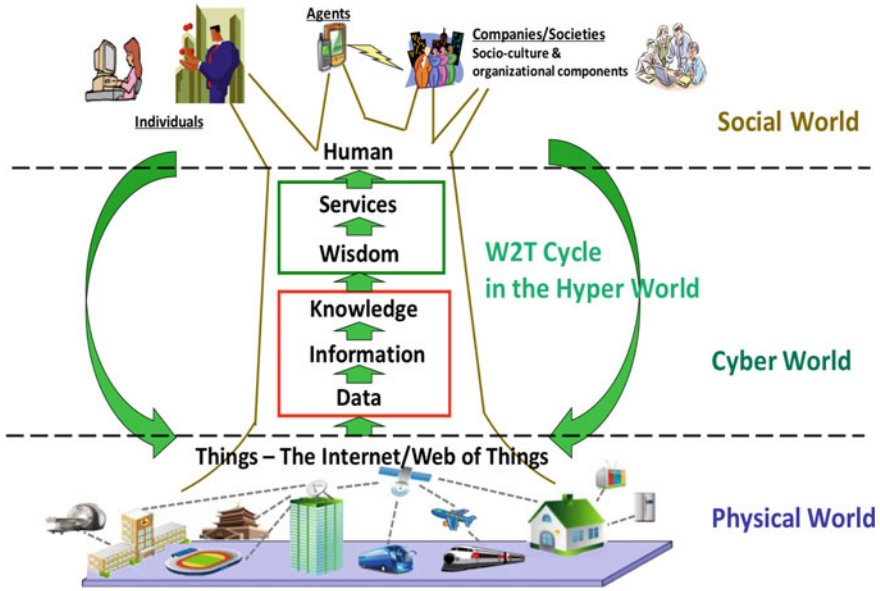 Agents
Companies/Societies
Socio-culture &
organizational components
Individuals
Social World
Human
Services
Wisdom
W2T Cycle
in the Hyper World
Knowledge
Information
Data
Cyber World
Things – The Internet/Web of Things
Physical World